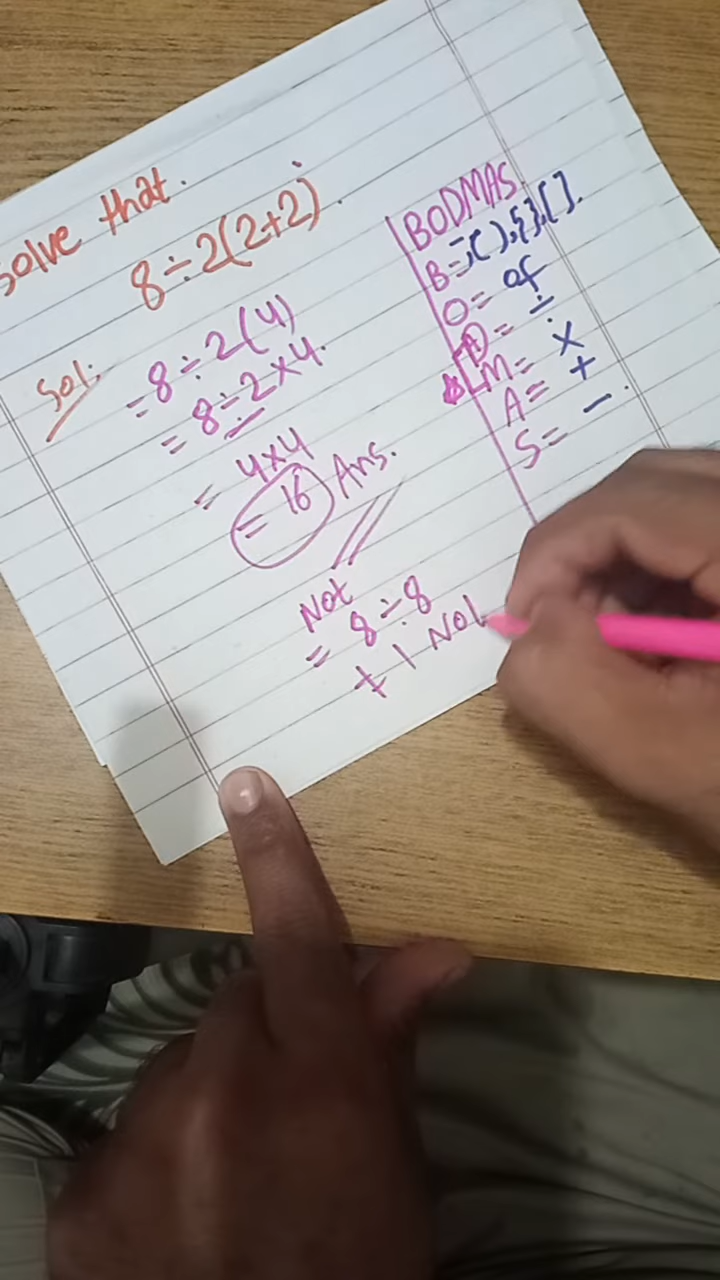 Solve that.
8÷2(2+2).
Sol.
= 8÷2(4)
= 8÷2×4.
= 4×4
= 16 Ans.
Not
= 8÷8
≠ 1 Not
BODMAS
B= ‾,( ),{ },[ ].
O= of
D= ÷
M= ×
A= +
S= −.